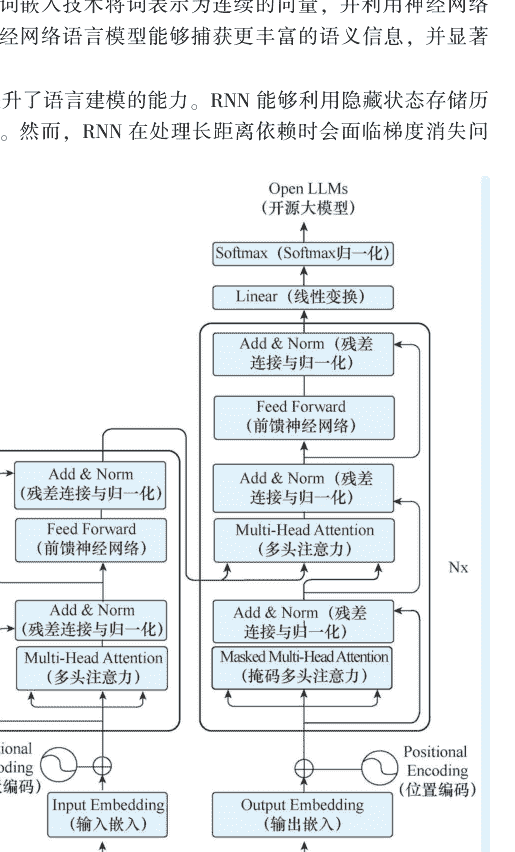 词嵌入技术将词表示为连续的向量，并利用神经网络
经网络语言模型能够捕获更丰富的语义信息，并显著
升了语言建模的能力。RNN 能够利用隐藏状态存储历
。然而，RNN 在处理长距离依赖时会面临梯度消失问
Open LLMs
（开源大模型）
Softmax（Softmax归一化）
Linear（线性变换）
Add & Norm（残差
连接与归一化）
Feed Forward
（前馈神经网络）
Add & Norm（残差
连接与归一化）
Multi-Head Attention
（多头注意力）
Add & Norm（残差
连接与归一化）
Masked Multi-Head Attention
（掩码多头注意力）
Nx
Add & Norm
（残差连接与归一化）
Feed Forward
（前馈神经网络）
Add & Norm
（残差连接与归一化）
Multi-Head Attention
（多头注意力）
ional
oding
编码）
Positional
Encoding
（位置编码）
Input Embedding
（输入嵌入）
Output Embedding
（输出嵌入）